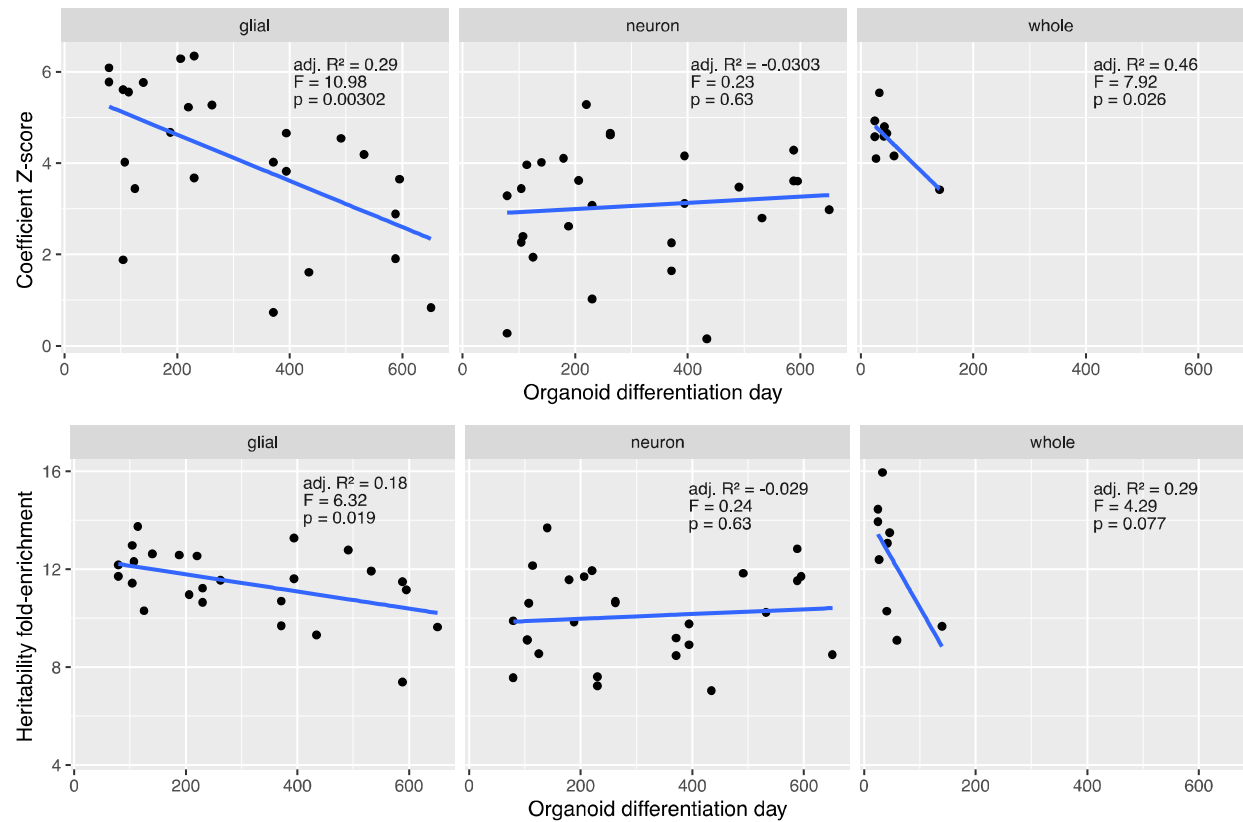 glial neuron whole
adj. R² = 0.29 adj. R² = -0.0303 adj. R² = 0.46
F = 10.98 F = 0.23 F = 7.92
p = 0.00302 p = 0.63 p = 0.026
Coefficient Z-score
6
4
2
0
0 200 400 600 0 200 400 600 0 200 400 600
Organoid differentiation day
glial neuron whole
adj. R² = 0.18 adj. R² = -0.029 adj. R² = 0.29
F = 6.32 F = 0.24 F = 4.29
p = 0.019 p = 0.63 p = 0.077
Heritability fold-enrichment
16
12
8
4
0 200 400 600 0 200 400 600 0 200 400 600
Organoid differentiation day